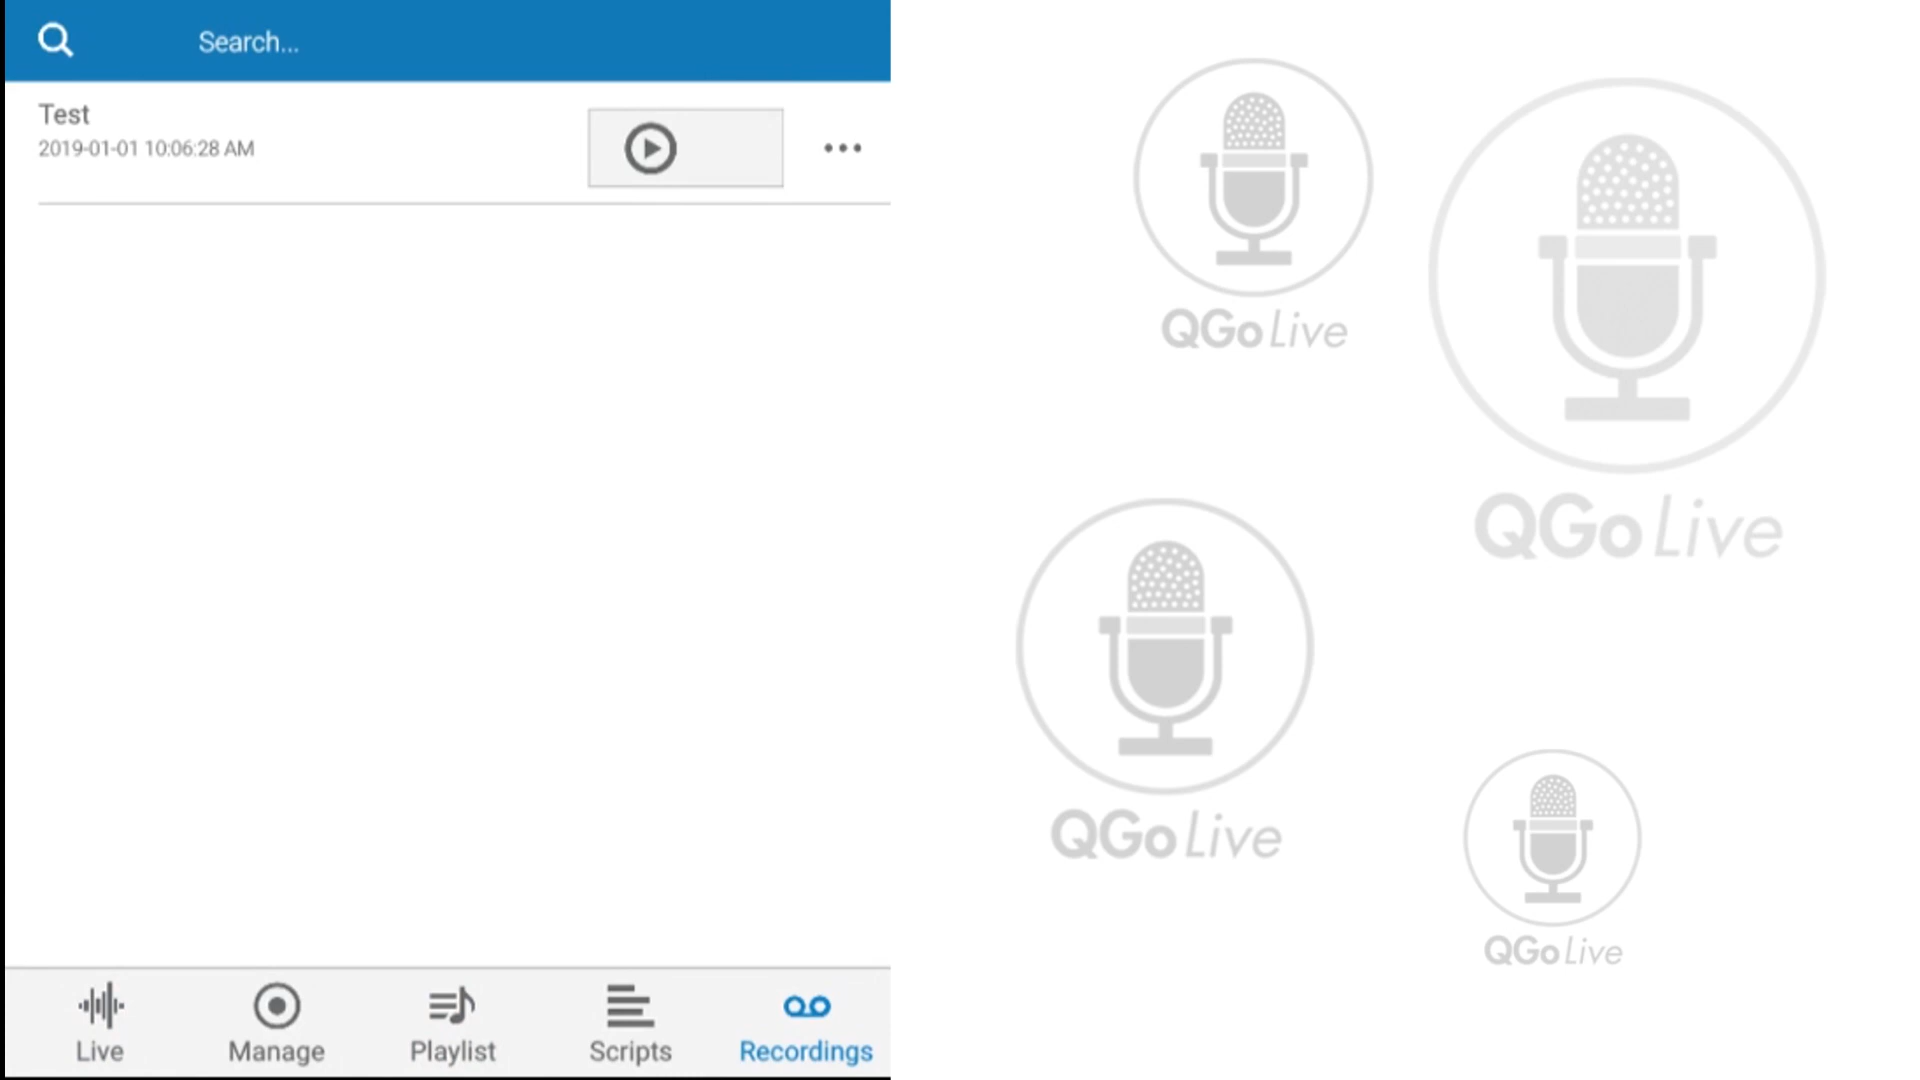 Search...
Test
2019-01-01 10:06:28 AM
Live
Manage
Playlist
Scripts
Recordings
QGo Live
QGo Live
QGo Live
QGo Live